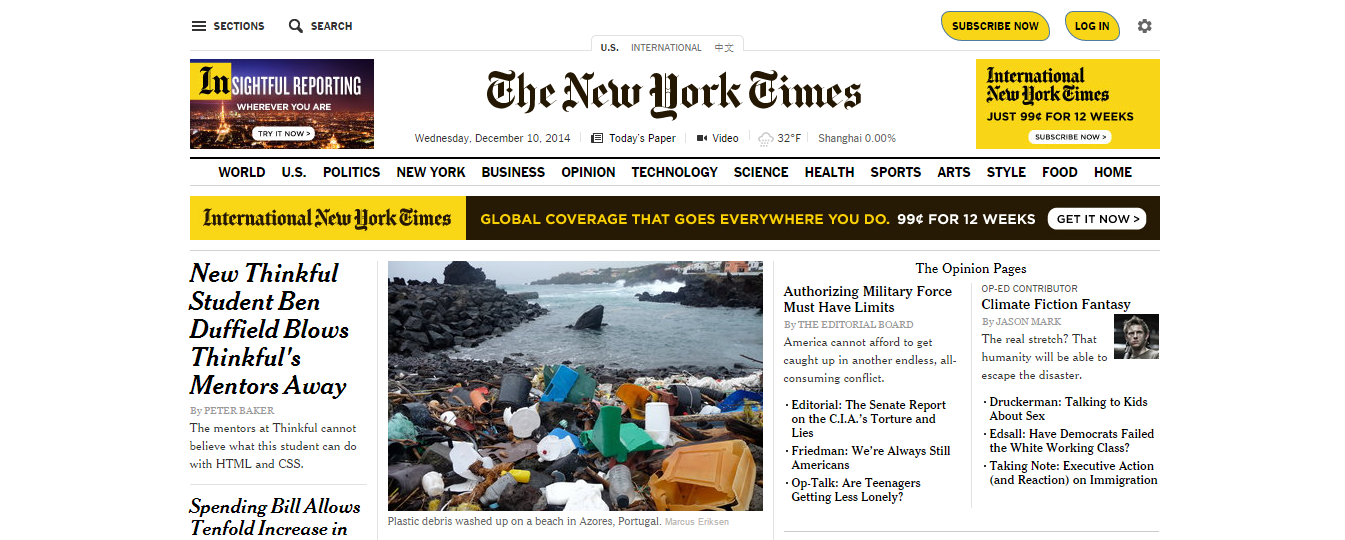 SECTIONS
SEARCH
SUBSCRIBE NOW
LOG IN
U.S. INTERNATIONAL 中文
InSIGHTFUL REPORTING
WHEREVER YOU ARE
TRY IT NOW >
The New York Times
Wednesday, December 10, 2014
Today's Paper
Video
32°F
Shanghai 0.00%
International
New York Times
JUST 99¢ FOR 12 WEEKS
SUBSCRIBE NOW >
WORLD U.S. POLITICS NEW YORK BUSINESS OPINION TECHNOLOGY SCIENCE HEALTH SPORTS ARTS STYLE FOOD HOME
International New York Times
GLOBAL COVERAGE THAT GOES EVERYWHERE YOU DO. 99¢ FOR 12 WEEKS
GET IT NOW >
New Thinkful
Student Ben
Duffield Blows
Thinkful's
Mentors Away
By PETER BAKER
The mentors at Thinkful cannot
believe what this student can do
with HTML and CSS.
Spending Bill Allows
Tenfold Increase in
Plastic debris washed up on a beach in Azores, Portugal. Marcus Eriksen
The Opinion Pages
Authorizing Military Force
Must Have Limits
By THE EDITORIAL BOARD
America cannot afford to get
caught up in another endless, all-
consuming conflict.
· Editorial: The Senate Report
on the C.I.A.'s Torture and
Lies
· Friedman: We're Always Still
Americans
· Op-Talk: Are Teenagers
Getting Less Lonely?
OP-ED CONTRIBUTOR
Climate Fiction Fantasy
By JASON MARK
The real stretch? That
humanity will be able to
escape the disaster.
· Druckerman: Talking to Kids
About Sex
· Edsall: Have Democrats Failed
the White Working Class?
· Taking Note: Executive Action
(and Reaction) on Immigration